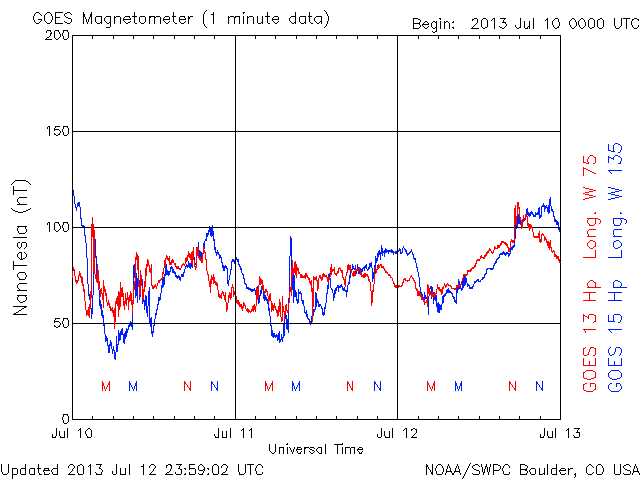 GOES Magnetometer (1 minute data)
Begin: 2013 Jul 10 0000 UTC
200
150
100
50
0
NanoTesla (nT)
M M N N M M N N M M N N
Jul 10 Jul 11 Jul 12 Jul 13
Universal Time
GOES 13 Hp Long. W 75
GOES 15 Hp Long. W 135
Updated 2013 Jul 12 23:59:02 UTC
NOAA/SWPC Boulder, CO USA